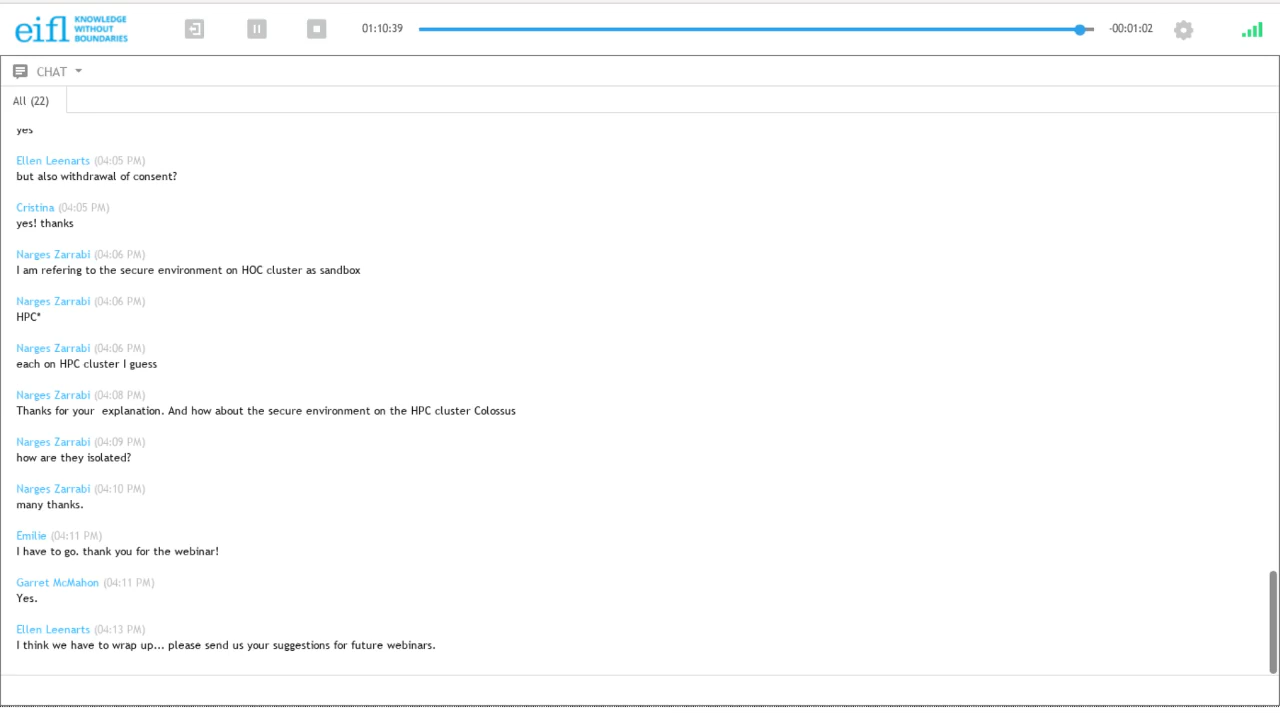 eifl KNOWLEDGE
WITHOUT
BOUNDARIES
01:10:39
-00:01:02
CHAT
All (22)
yes
Ellen Leenarts (04:05 PM)
but also withdrawal of consent?
Cristina (04:05 PM)
yes! thanks
Narges Zarrabi (04:06 PM)
I am refering to the secure environment on HOC cluster as sandbox
Narges Zarrabi (04:06 PM)
HPC*
Narges Zarrabi (04:06 PM)
each on HPC cluster I guess
Narges Zarrabi (04:08 PM)
Thanks for your explanation. And how about the secure environment on the HPC cluster Colossus
Narges Zarrabi (04:09 PM)
how are they isolated?
Narges Zarrabi (04:10 PM)
many thanks.
Emilie (04:11 PM)
I have to go. thank you for the webinar!
Garret McMahon (04:11 PM)
Yes.
Ellen Leenarts (04:13 PM)
I think we have to wrap up... please send us your suggestions for future webinars.